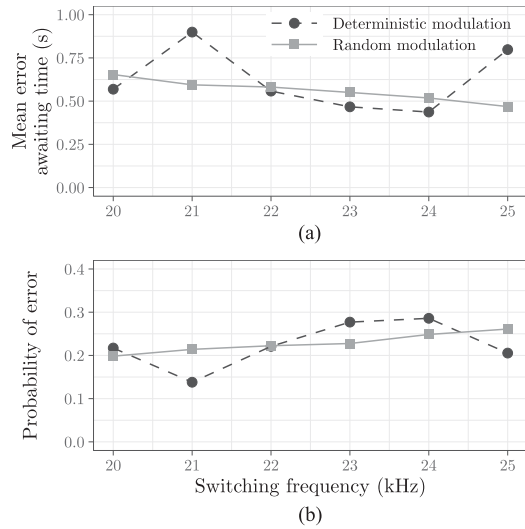 Mean error
awaiting time (s)
1.00
0.75
0.50
0.25
0.00
Deterministic modulation
Random modulation
20 21 22 23 24 25
(a)
Probability of error
0.4
0.3
0.2
0.1
0.0
20 21 22 23 24 25
Switching frequency (kHz)
(b)